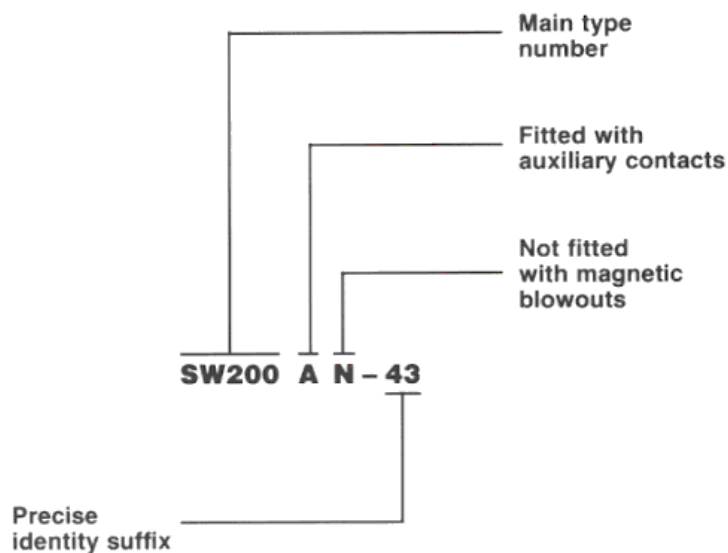 Main type
number
Fitted with
auxiliary contacts
Not fitted
with magnetic
blowouts
SW200 A N – 43
Precise
identity suffix